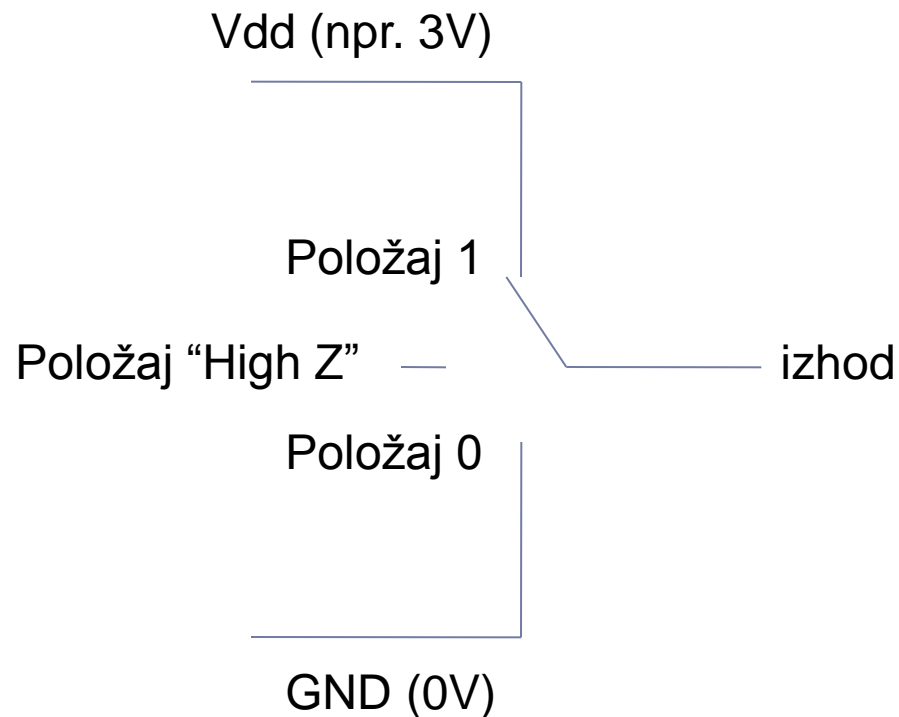 Vdd (npr. 3V)
Položaj 1
Položaj “High Z”
izhod
Položaj 0
GND (0V)